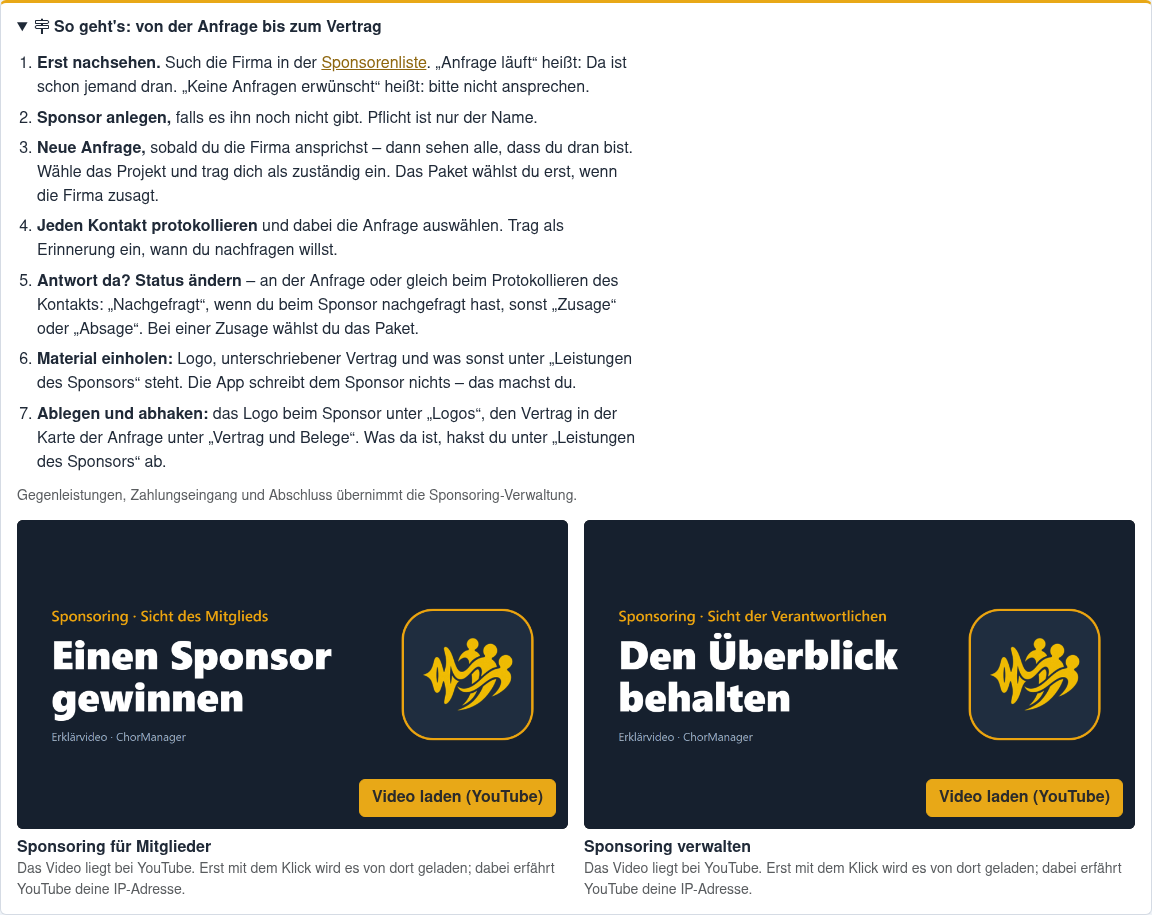 So geht's: von der Anfrage bis zum Vertrag
1. Erst nachsehen. Such die Firma in der Sponsorenliste. „Anfrage läuft“ heißt: Da ist
schon jemand dran. „Keine Anfragen erwünscht“ heißt: bitte nicht ansprechen.
2. Sponsor anlegen, falls es ihn noch nicht gibt. Pflicht ist nur der Name.
3. Neue Anfrage, sobald du die Firma ansprichst – dann sehen alle, dass du dran bist.
Wähle das Projekt und trag dich als zuständig ein. Das Paket wählst du erst, wenn
die Firma zusagt.
4. Jeden Kontakt protokollieren und dabei die Anfrage auswählen. Trag als
Erinnerung ein, wann du nachfragen willst.
5. Antwort da? Status ändern – an der Anfrage oder gleich beim Protokollieren des
Kontakts: „Nachgefragt“, wenn du beim Sponsor nachgefragt hast, sonst „Zusage“
oder „Absage“. Bei einer Zusage wählst du das Paket.
6. Material einholen: Logo, unterschriebener Vertrag und was sonst unter „Leistungen
des Sponsors“ steht. Die App schreibt dem Sponsor nichts – das machst du.
7. Ablegen und abhaken: das Logo beim Sponsor unter „Logos“, den Vertrag in der
Karte der Anfrage unter „Vertrag und Belege“. Was da ist, hakst du unter „Leistungen
des Sponsors“ ab.
Gegenleistungen, Zahlungseingang und Abschluss übernimmt die Sponsoring-Verwaltung.
Sponsoring · Sicht des Mitglieds
Einen Sponsor
gewinnen
Erklärvideo · ChorManager
Video laden (YouTube)
Sponsoring für Mitglieder
Das Video liegt bei YouTube. Erst mit dem Klick wird es von dort geladen; dabei erfährt
YouTube deine IP-Adresse.
Sponsoring · Sicht der Verantwortlichen
Den Überblick
behalten
Erklärvideo · ChorManager
Video laden (YouTube)
Sponsoring verwalten
Das Video liegt bei YouTube. Erst mit dem Klick wird es von dort geladen; dabei erfährt
YouTube deine IP-Adresse.